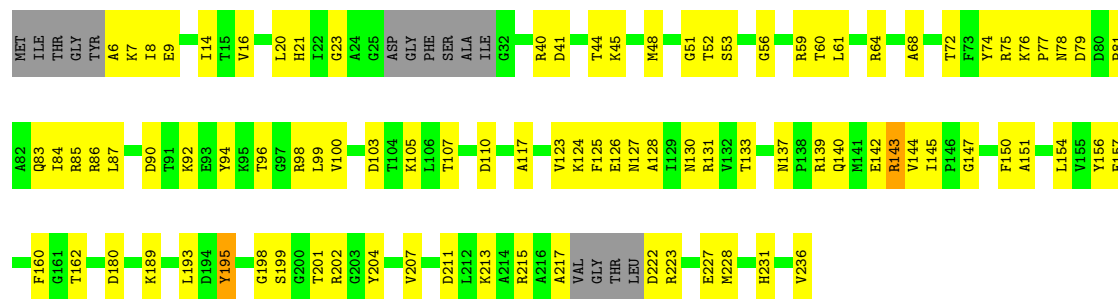 MET ILE THR GLY TYR A6 K7 I8 E9 I14 T15 V16 L20 H21 I22 G23 A24 G25 ASP GLY PHE SER ALA ILE G32 R40 D41 T44 K45 M48 G51 T52 S53 G56 R59 T60 L61 R64 A68 T72 F73 Y74 R75 K76 P77 N78 D79 D80
A82 Q83 I84 R85 R86 L87 D90 T91 K92 E93 Y94 K95 T96 G97 R98 L99 V100 D103 T104 K105 L106 T107 D110 A117 V123 K124 F125 E126 N127 A128 I129 N130 R131 V132 T133 N137 P138 R139 Q140 M141 E142 R143 V144 I145 P146 G147 F150 A151 L154 V155 Y156
F160 G161 T162 D180 K189 L193 D194 Y195 G198 S199 G200 T201 R202 G203 Y204 V207 D211 L212 K213 A214 R215 A216 A217 VAL GLY THR LEU D222 R223 E227 M228 H231 V236